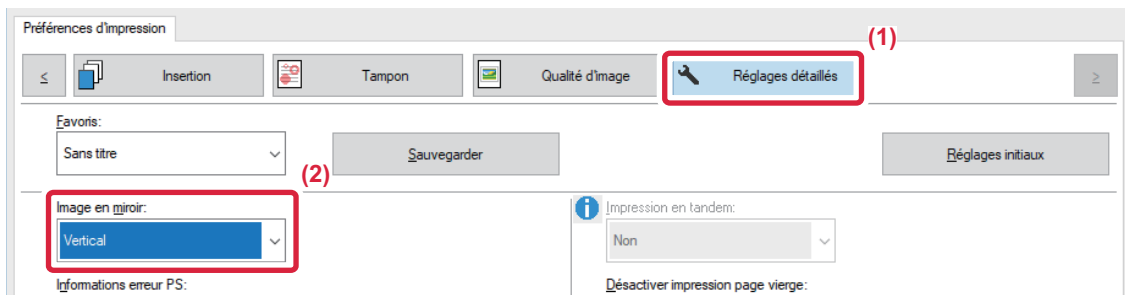 Préférences d'impression
(1)
<
Insertion
Tampon
Qualité d'image
Réglages détaillés
>
Favoris:
Sans titre
Sauvegarder
Réglages initiaux
(2)
Image en miroir:
Vertical
Impression en tandem:
Non
Informations erreur PS:
Désactiver impression page vierge: